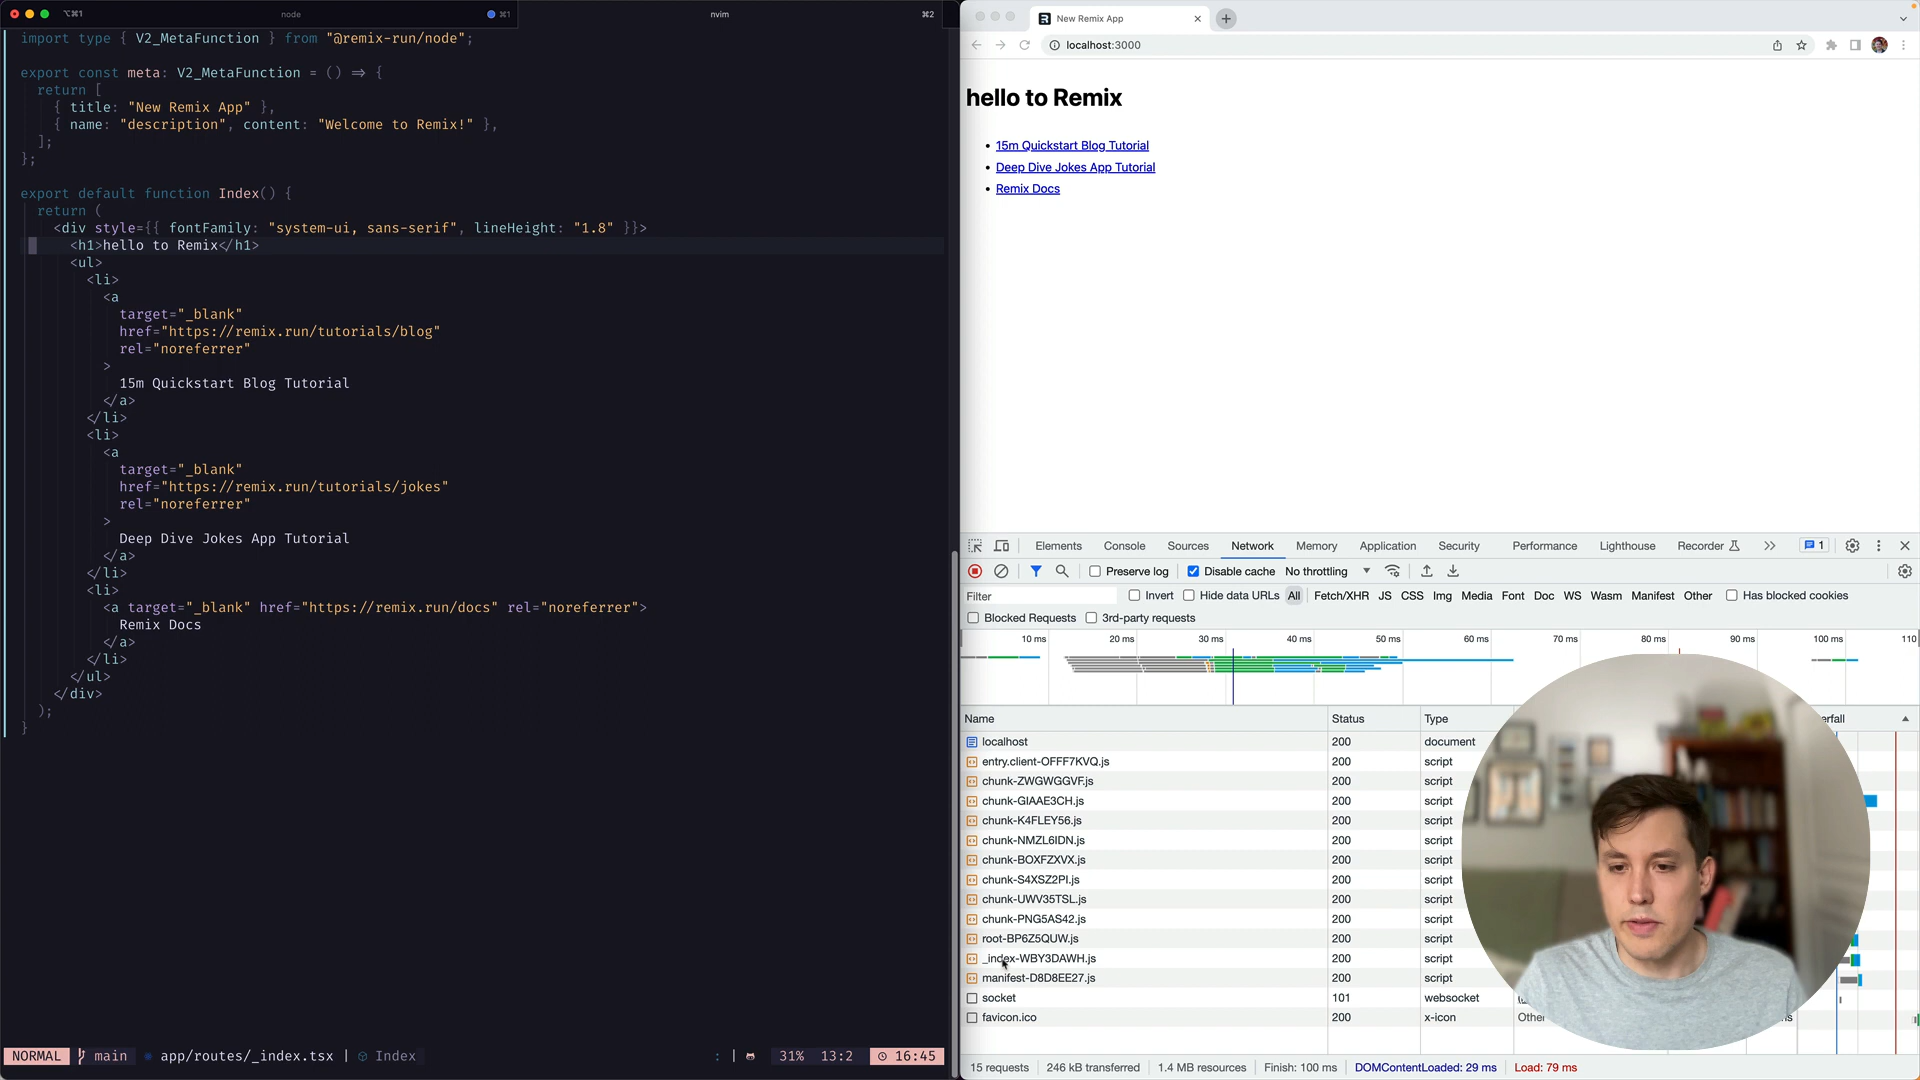 ⌥⌘1
node
⌘1
nvim
⌘2
import type { V2_MetaFunction } from "@remix-run/node";
export const meta: V2_MetaFunction = () => {
return [
{ title: "New Remix App" },
{ name: "description", content: "Welcome to Remix!" },
];
};
export default function Index() {
return (
<div style={{ fontFamily: "system-ui, sans-serif", lineHeight: "1.8" }}>
<h1>hello to Remix</h1>
<ul>
<li>
<a
target="_blank"
href="https://remix.run/tutorials/blog"
rel="noreferrer"
>
15m Quickstart Blog Tutorial
</a>
</li>
<li>
<a
target="_blank"
href="https://remix.run/tutorials/jokes"
rel="noreferrer"
>
Deep Dive Jokes App Tutorial
</a>
</li>
<li>
<a target="_blank" href="https://remix.run/docs" rel="noreferrer">
Remix Docs
</a>
</li>
</ul>
</div>
);
}
NORMAL main app/routes/_index.tsx | Index : | 31% 13:2 16:45
New Remix App
localhost:3000
hello to Remix
• 15m Quickstart Blog Tutorial
• Deep Dive Jokes App Tutorial
• Remix Docs
Elements Console Sources Network Memory Application Security Performance Lighthouse Recorder 1
Preserve log Disable cache No throttling
Filter Invert Hide data URLs All Fetch/XHR JS CSS Img Media Font Doc WS Wasm Manifest Other Has blocked cookies
Blocked Requests 3rd-party requests
10 ms 20 ms 30 ms 40 ms 50 ms 60 ms 70 ms 80 ms 90 ms 100 ms 110
Name Status Type erfall
localhost 200 document
entry.client-OFFF7KVQ.js 200 script
chunk-ZWGWGGVF.js 200 script
chunk-GIAAE3CH.js 200 script
chunk-K4FLEY56.js 200 script
chunk-NMZL6IDN.js 200 script
chunk-BOXFZXVX.js 200 script
chunk-S4XSZ2PI.js 200 script
chunk-UWV35TSL.js 200 script
chunk-PNG5AS42.js 200 script
root-BP6Z5QUW.js 200 script
_index-WBY3DAWH.js 200 script
manifest-D8D8EE27.js 200 script
socket 101 websocket
favicon.ico 200 x-icon Other
15 requests 246 kB transferred 1.4 MB resources Finish: 100 ms DOMContentLoaded: 29 ms Load: 79 ms